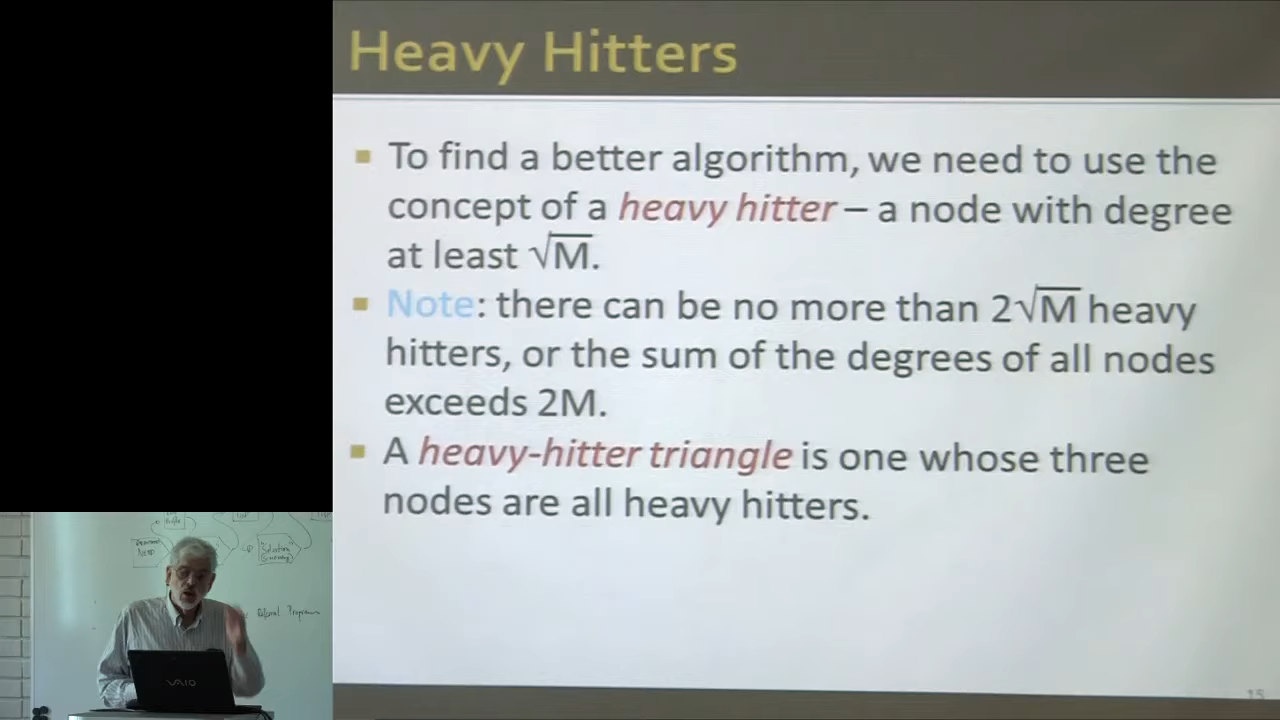 Heavy Hitters
To find a better algorithm, we need to use the
concept of a heavy hitter – a node with degree
at least √M.
Note: there can be no more than 2√M heavy
hitters, or the sum of the degrees of all nodes
exceeds 2M.
A heavy-hitter triangle is one whose three
nodes are all heavy hitters.
15
Solution
VAIO